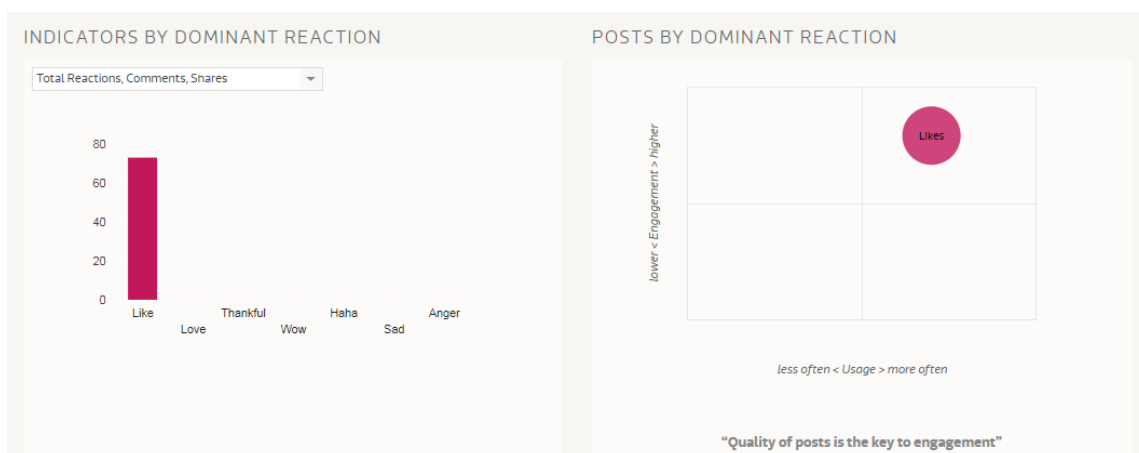 INDICATORS BY DOMINANT REACTION
Total Reactions, Comments, Shares
80
60
40
20
0
Like
Love
Thankful
Wow
Haha
Sad
Anger
POSTS BY DOMINANT REACTION
lower < Engagement > higher
Likes
less often < Usage > more often
“Quality of posts is the key to engagement”